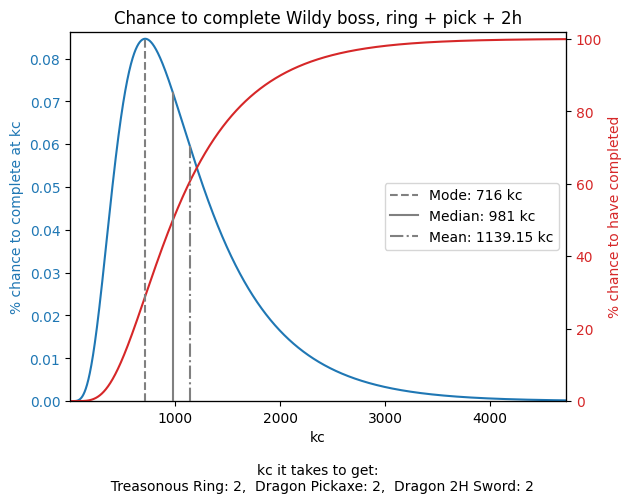 Chance to complete Wildy boss, ring + pick + 2h
% chance to complete at kc
0.08
0.07
0.06
0.05
0.04
0.03
0.02
0.01
0.00
Mode: 716 kc
Median: 981 kc
Mean: 1139.15 kc
100
80
60
40
20
0
% chance to have completed
1000 2000 3000 4000
kc
kc it takes to get:
Treasonous Ring: 2,  Dragon Pickaxe: 2,  Dragon 2H Sword: 2